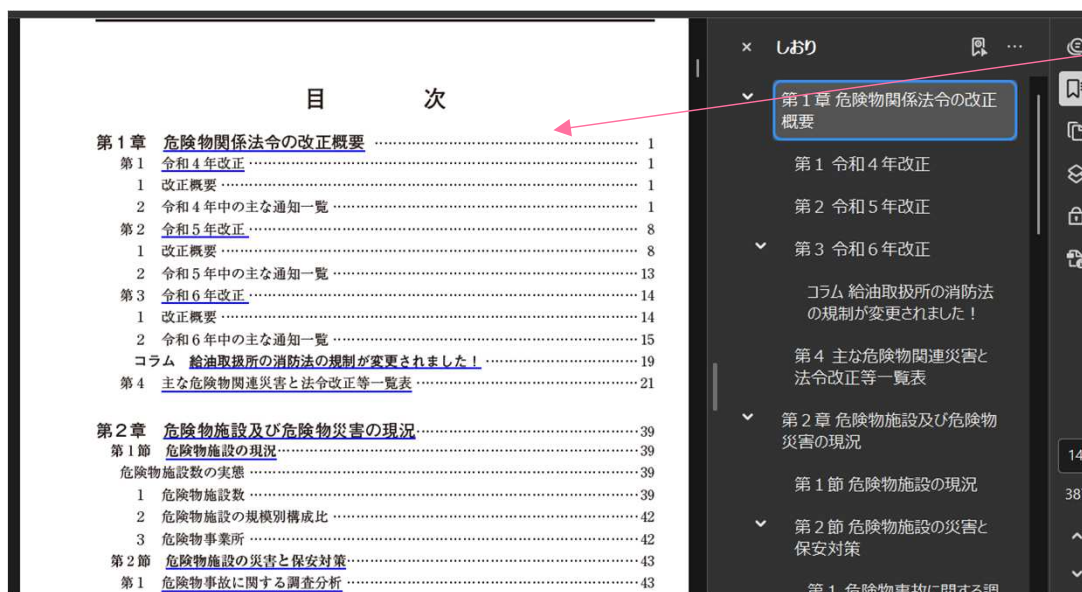 目 次
第1章 危険物関係法令の改正概要 …… 1
第1 令和4年改正 …… 1
1 改正概要 …… 1
2 令和4年中の主な通知一覧 …… 1
第2 令和5年改正 …… 8
1 改正概要 …… 8
2 令和5年中の主な通知一覧 …… 13
第3 令和6年改正 …… 14
1 改正概要 …… 14
2 令和6年中の主な通知一覧 …… 15
コラム 給油取扱所の消防法の規制が変更されました! …… 19
第4 主な危険物関連災害と法令改正等一覧表 …… 21
第2章 危険物施設及び危険物災害の現況 …… 39
第1節 危険物施設の現況 …… 39
危険物施設数の実態 …… 39
1 危険物施設数 …… 39
2 危険物施設の規模別構成比 …… 42
3 危険物事業所 …… 42
第2節 危険物施設の災害と保安対策 …… 43
第1 危険物事故に関する調査分析 …… 43
しおり
第1章 危険物関係法令の改正
概要
第1 令和4年改正
第2 令和5年改正
第3 令和6年改正
コラム 給油取扱所の消防法
の規制が変更されました!
第4 主な危険物関連災害と
法令改正等一覧表
第2章 危険物施設及び危険物
災害の現況
第1節 危険物施設の現況
第2節 危険物施設の災害と
保安対策
第1 危険物事故に関する調
14
38